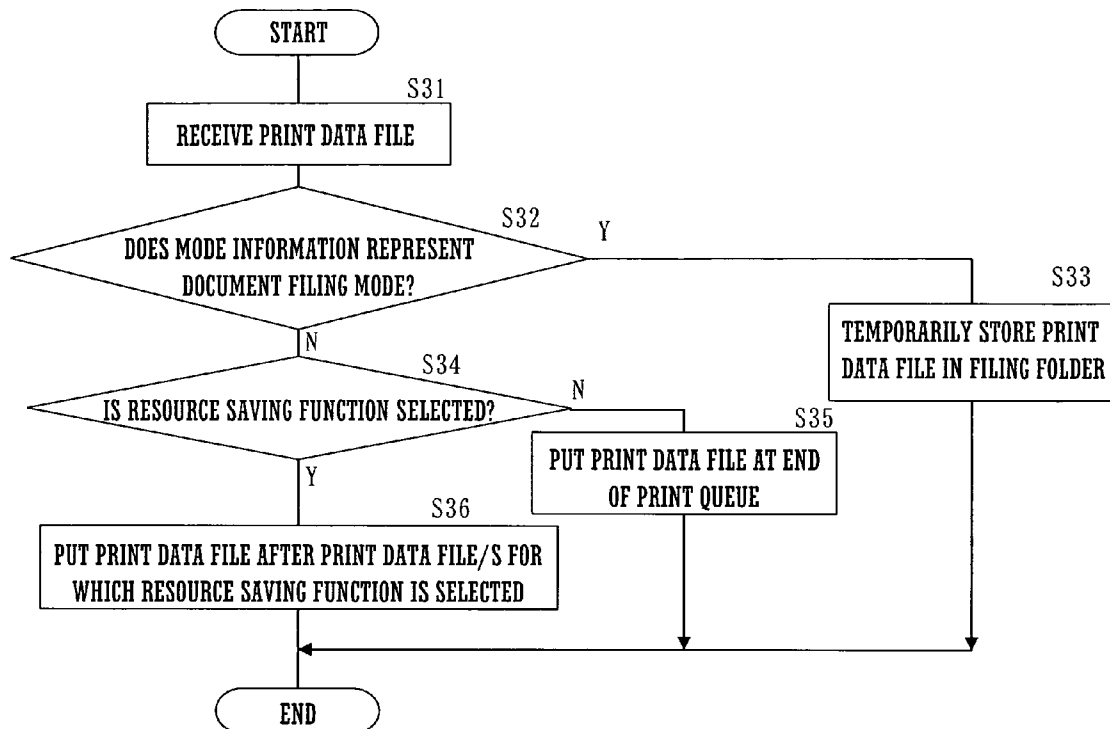 START
S31
RECEIVE PRINT DATA FILE
S32
Y
DOES MODE INFORMATION REPRESENT
DOCUMENT FILING MODE?
S33
TEMPORARILY STORE PRINT
DATA FILE IN FILING FOLDER
N
S34
N
IS RESOURCE SAVING FUNCTION SELECTED?
S35
PUT PRINT DATA FILE AT END
OF PRINT QUEUE
Y
S36
PUT PRINT DATA FILE AFTER PRINT DATA FILE/S FOR
WHICH RESOURCE SAVING FUNCTION IS SELECTED
END